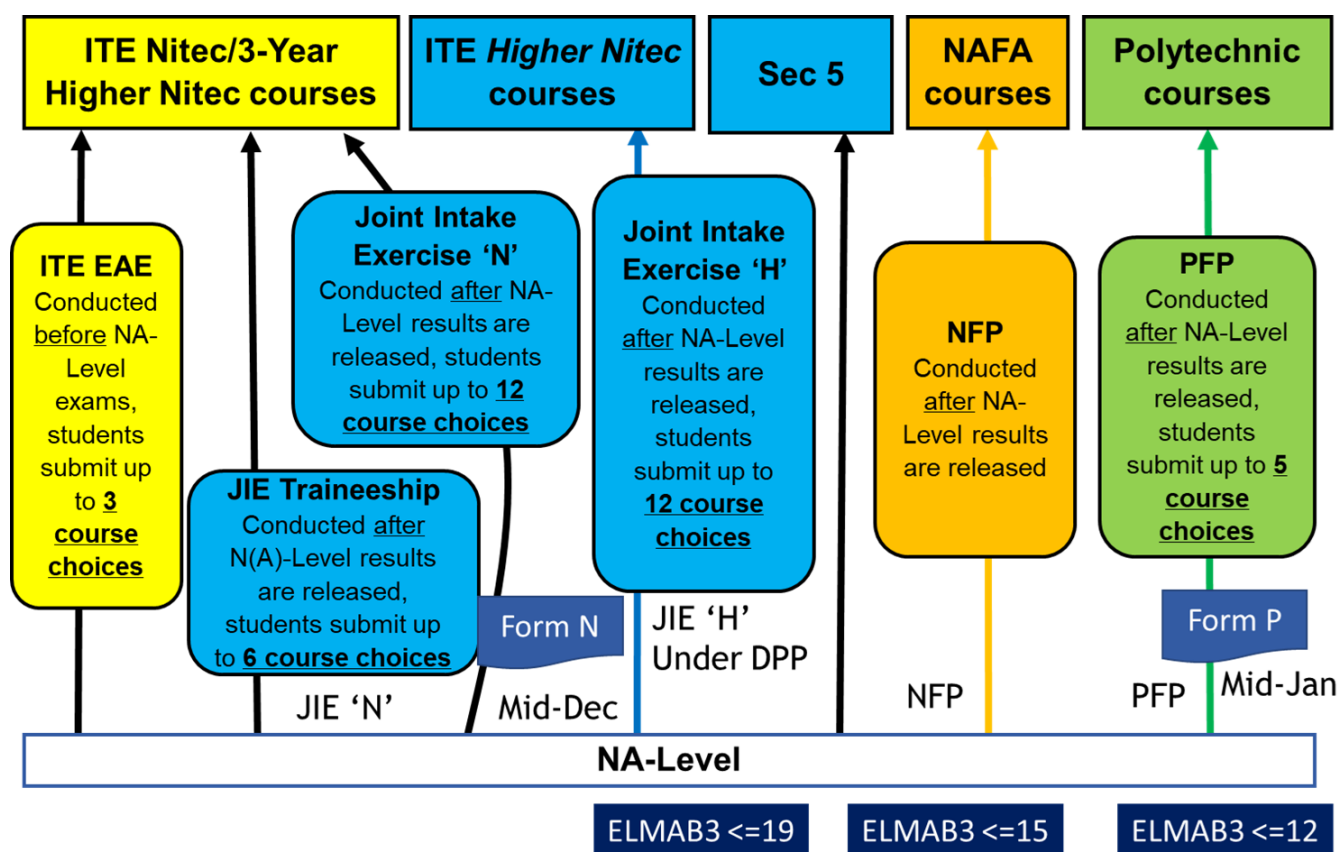 ITE Nitec/3-Year
Higher Nitec courses
ITE Higher Nitec
courses
Sec 5
NAFA
courses
Polytechnic
courses
ITE EAE
Conducted
before NA-
Level
exams,
students
submit up
to 3
course
choices
JIE Traineeship
Conducted after
N(A)-Level results
are released,
students submit up
to 6 course choices
Joint Intake
Exercise ‘N’
Conducted after NA-
Level results are
released, students
submit up to 12
course choices
Joint Intake
Exercise ‘H’
Conducted
after NA-Level
results are
released,
students
submit up to
12 course
choices
NFP
Conducted
after NA-
Level results
are released
PFP
Conducted
after NA-Level
results are
released,
students
submit up to 5
course
choices
Form N
JIE ‘H’
Under DPP
Form P
JIE ‘N’
Mid-Dec
NFP
PFP
Mid-Jan
NA-Level
ELMAB3 <=19
ELMAB3 <=15
ELMAB3 <=12